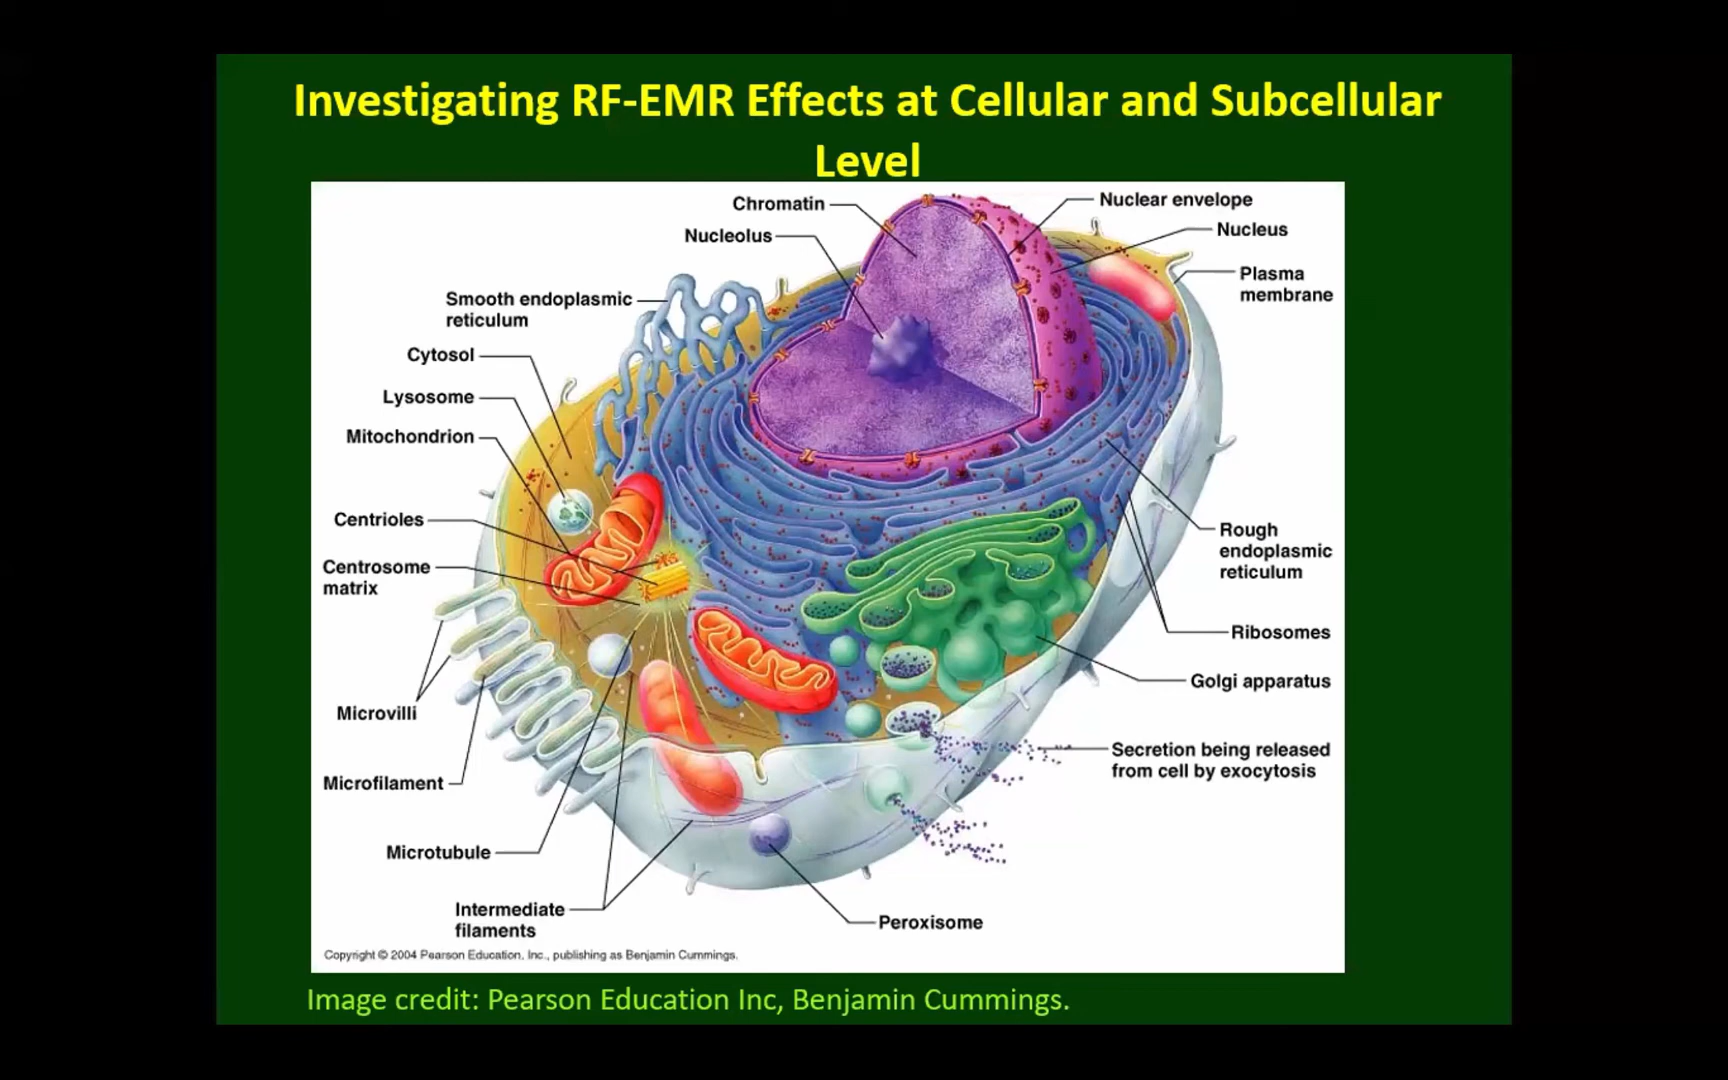 Investigating RF-EMR Effects at Cellular and Subcellular
Level
Chromatin
Nucleolus
Smooth endoplasmic
reticulum
Cytosol
Lysosome
Mitochondrion
Centrioles
Centrosome
matrix
Microvilli
Microfilament
Microtubule
Intermediate
filaments
Nuclear envelope
Nucleus
Plasma
membrane
Rough
endoplasmic
reticulum
Ribosomes
Golgi apparatus
Secretion being released
from cell by exocytosis
Peroxisome
Copyright © 2004 Pearson Education, Inc., publishing as Benjamin Cummings.
Image credit: Pearson Education Inc, Benjamin Cummings.